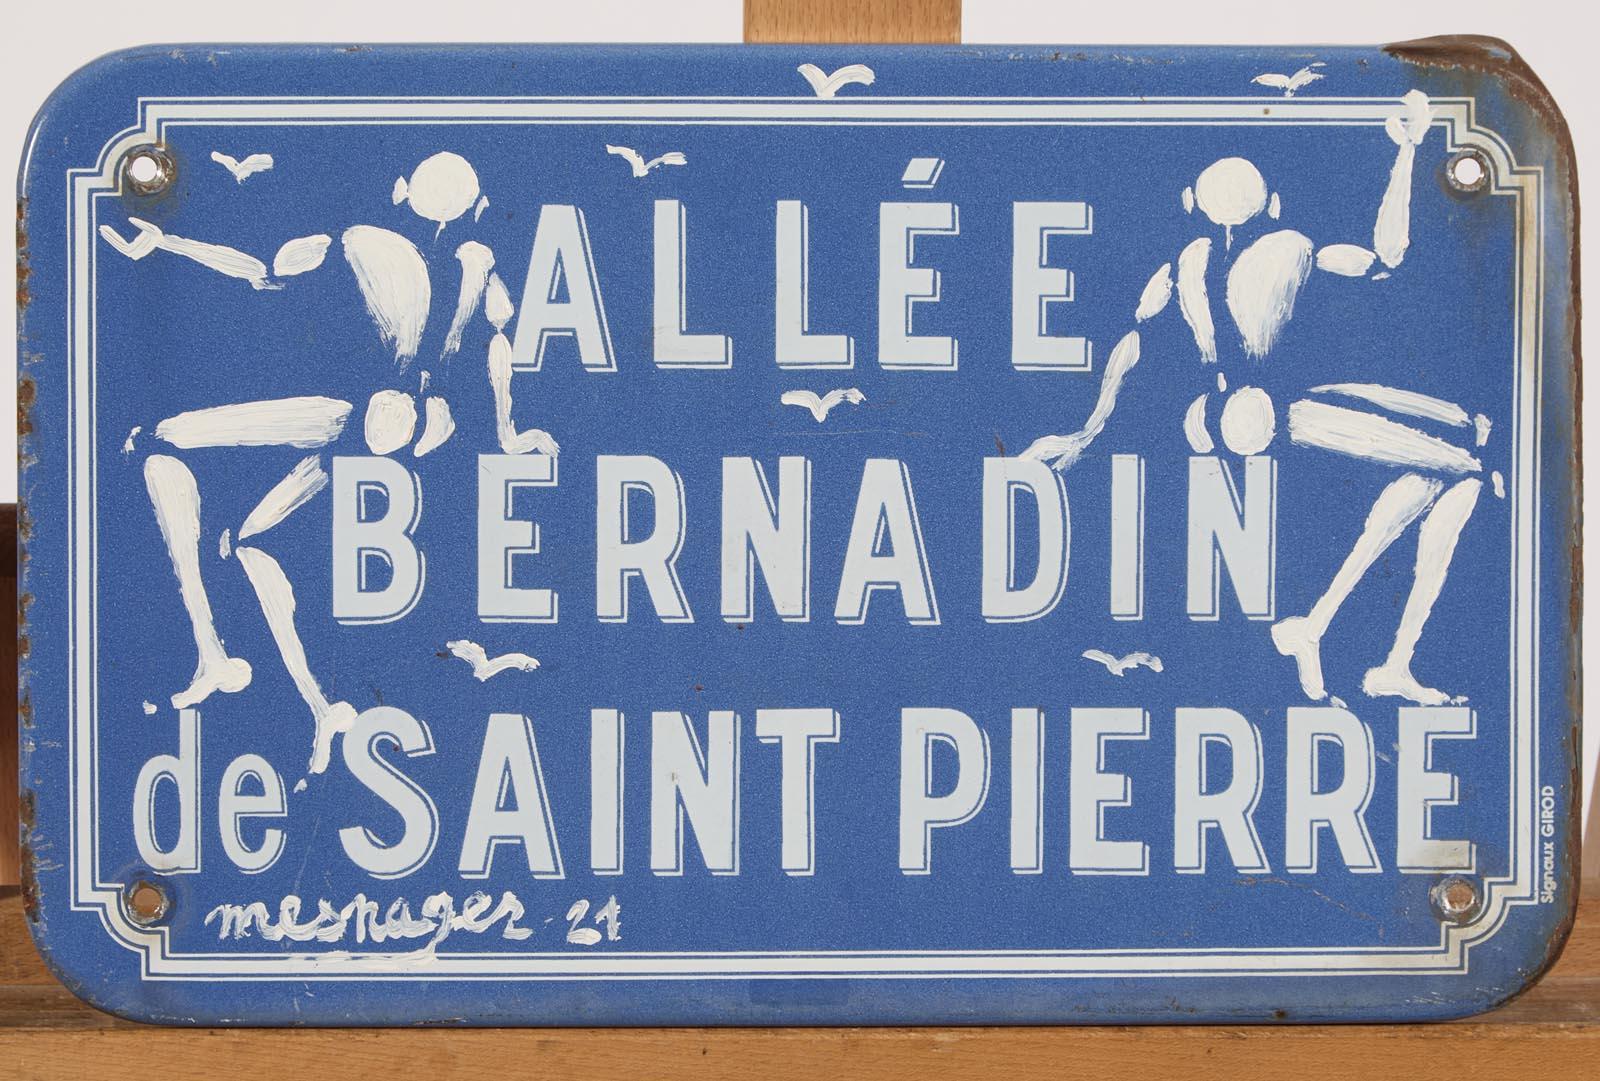 ALLÉE
BERNADIN
de SAINT PIERRE
mesnager 21
Signaux GIROD